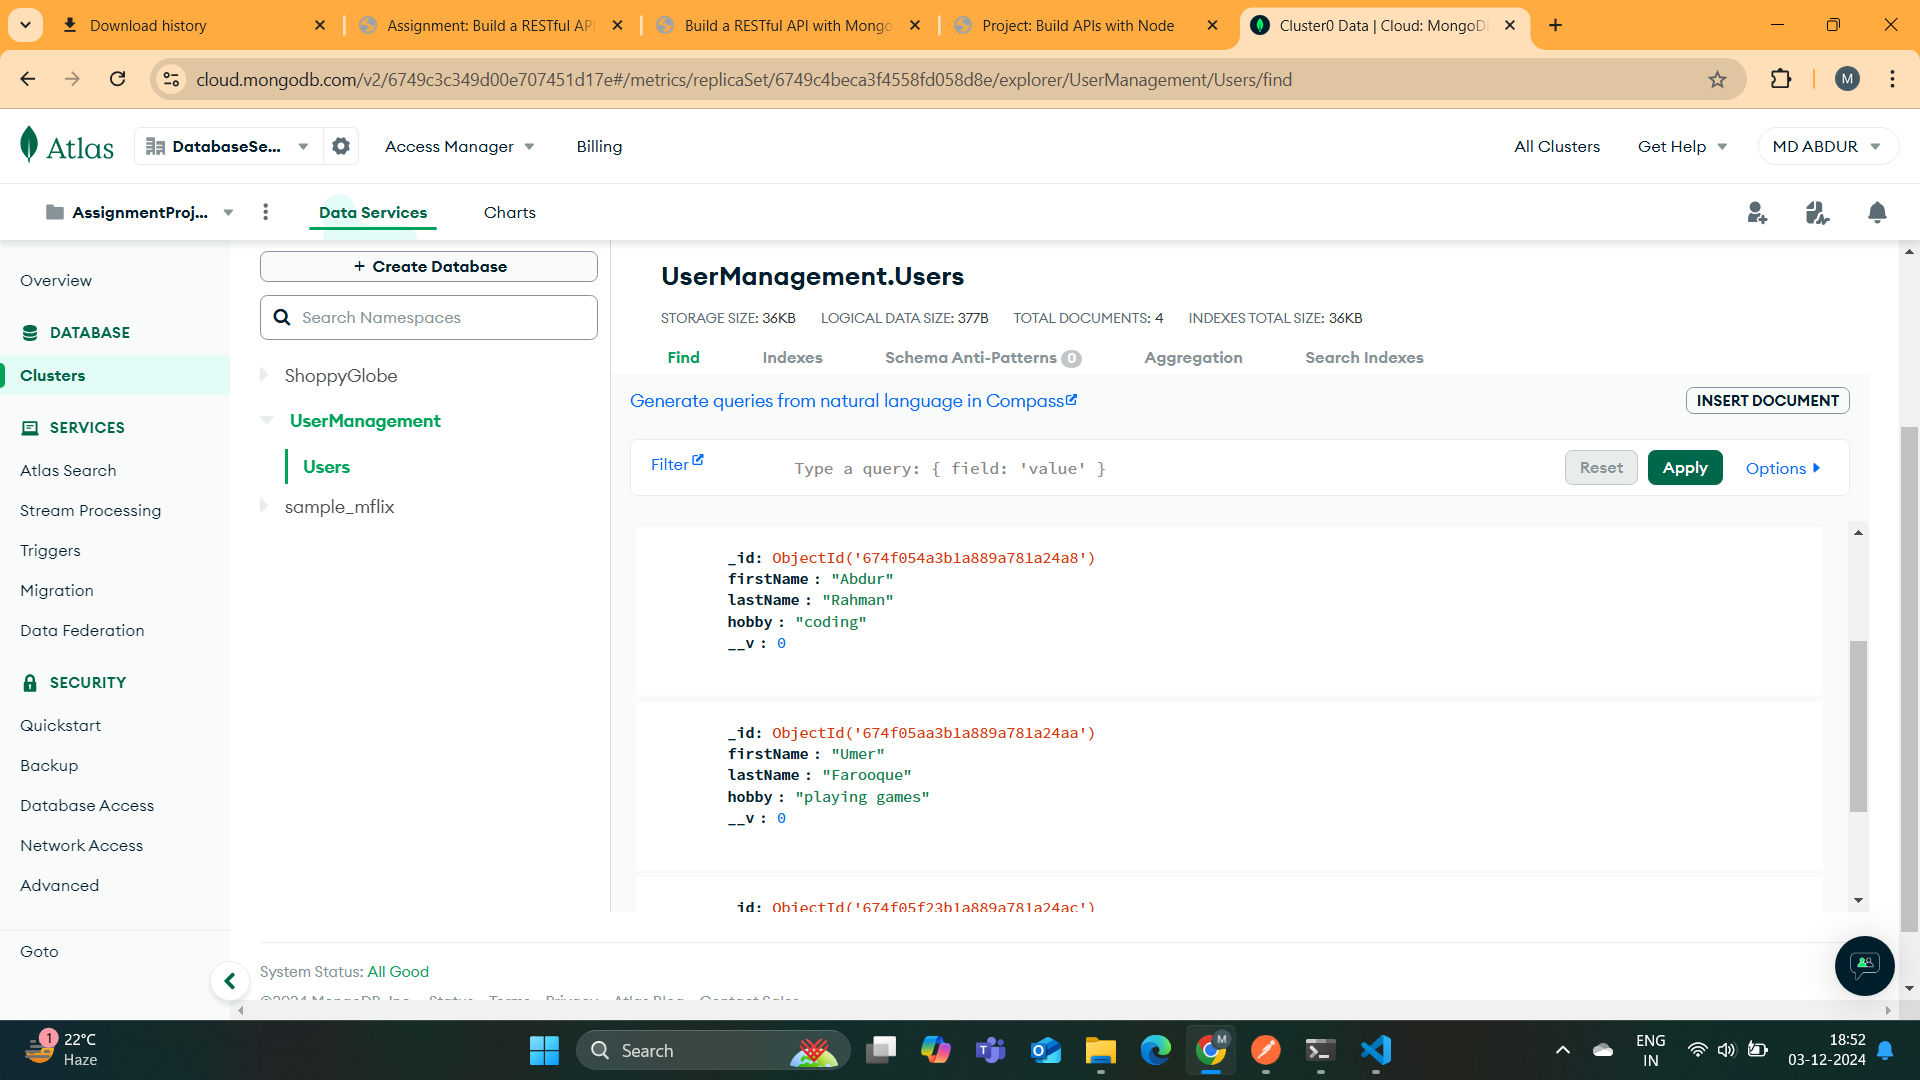 Download history
Assignment: Build a RESTful API
Build a RESTful API with Mongo
Project: Build APIs with Node
Cluster0 Data | Cloud: MongoDB
cloud.mongodb.com/v2/6749c3c349d00e707451d17e#/metrics/replicaSet/6749c4beca3f4558fd058d8e/explorer/UserManagement/Users/find
M
Atlas
DatabaseSe...
Access Manager
Billing
All Clusters
Get Help
MD ABDUR
AssignmentProj...
Data Services
Charts
Overview
DATABASE
Clusters
SERVICES
Atlas Search
Stream Processing
Triggers
Migration
Data Federation
SECURITY
Quickstart
Backup
Database Access
Network Access
Advanced
Goto
+ Create Database
Search Namespaces
ShoppyGlobe
UserManagement
Users
sample_mflix
UserManagement.Users
STORAGE SIZE: 36KB LOGICAL DATA SIZE: 377B TOTAL DOCUMENTS: 4 INDEXES TOTAL SIZE: 36KB
Find Indexes Schema Anti-Patterns 0 Aggregation Search Indexes
Generate queries from natural language in Compass
INSERT DOCUMENT
Filter
Type a query: { field: 'value' }
Reset
Apply
Options
_id: ObjectId('674f054a3b1a889a781a24a8')
firstName : "Abdur"
lastName : "Rahman"
hobby : "coding"
__v : 0
_id: ObjectId('674f05aa3b1a889a781a24aa')
firstName : "Umer"
lastName : "Farooque"
hobby : "playing games"
__v : 0
_id: ObjectId('674f05f23b1a889a781a24ac')
System Status: All Good
©2024 MongoDB, Inc. Status Terms Privacy Atlas Blog Contact Sales
1
22°C
Haze
Search
M
ENG
IN
18:52
03-12-2024